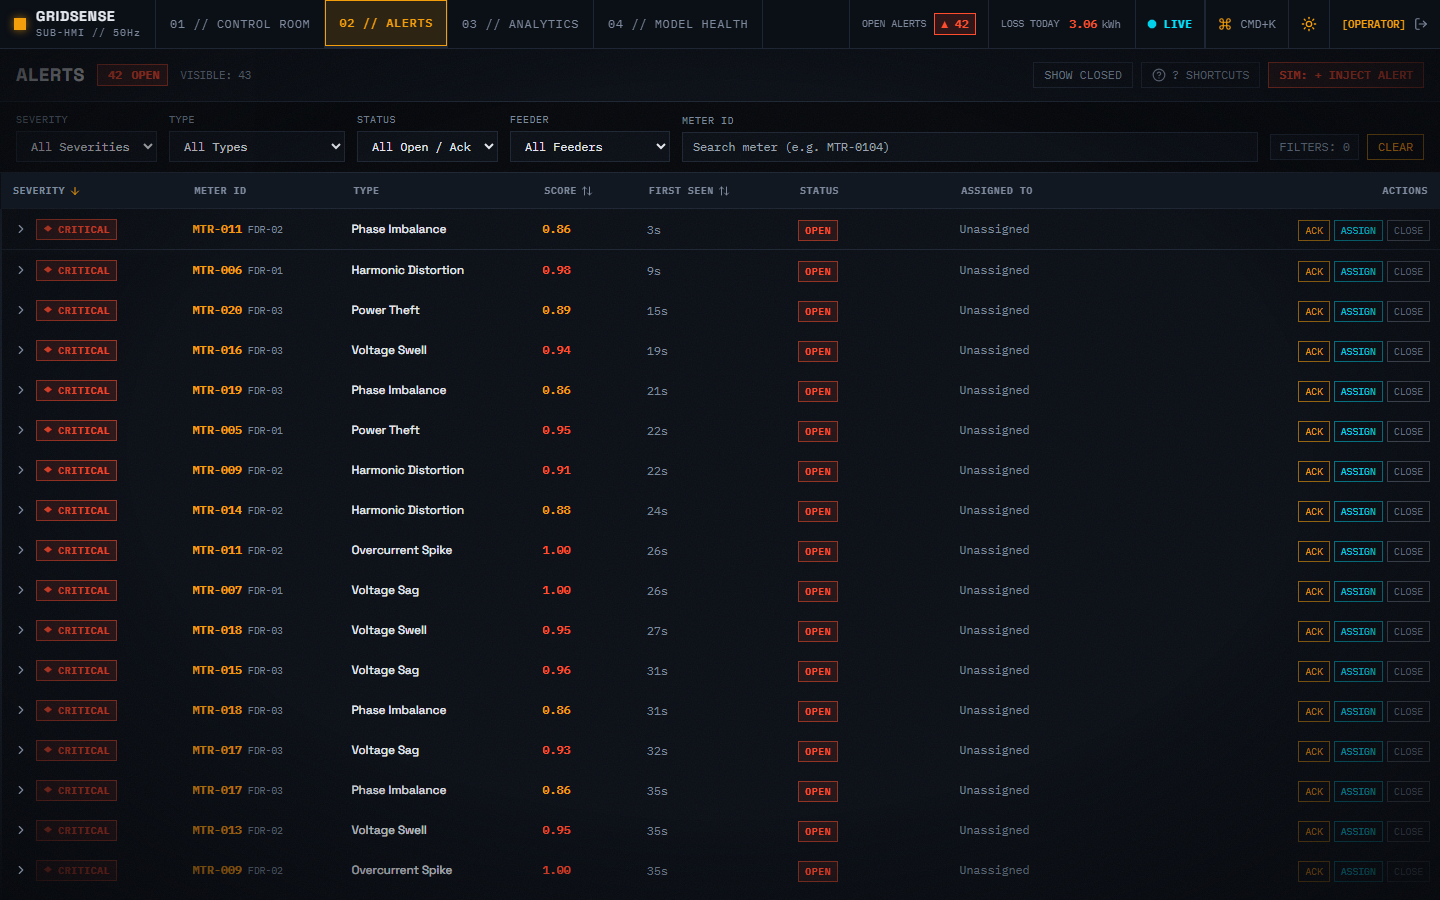 GRIDSENSE
SUB-HMI // 50Hz
01 // CONTROL ROOM
02 // ALERTS
03 // ANALYTICS
04 // MODEL HEALTH
OPEN ALERTS ▲ 42
LOSS TODAY 3.06 kWh
LIVE
⌘ CMD+K
[OPERATOR]
ALERTS 42 OPEN VISIBLE: 43
SHOW CLOSED
? SHORTCUTS
SIM: + INJECT ALERT
SEVERITY TYPE STATUS FEEDER METER ID
All Severities All Types All Open / Ack All Feeders Search meter (e.g. MTR-0104) FILTERS: 0 CLEAR
SEVERITY ↓ METER ID TYPE SCORE ↑↓ FIRST SEEN ↑↓ STATUS ASSIGNED TO ACTIONS
CRITICAL MTR-011 FDR-02 Phase Imbalance 0.86 3s OPEN Unassigned ACK ASSIGN CLOSE
CRITICAL MTR-006 FDR-01 Harmonic Distortion 0.98 9s OPEN Unassigned ACK ASSIGN CLOSE
CRITICAL MTR-020 FDR-03 Power Theft 0.89 15s OPEN Unassigned ACK ASSIGN CLOSE
CRITICAL MTR-016 FDR-03 Voltage Swell 0.94 19s OPEN Unassigned ACK ASSIGN CLOSE
CRITICAL MTR-019 FDR-03 Phase Imbalance 0.86 21s OPEN Unassigned ACK ASSIGN CLOSE
CRITICAL MTR-005 FDR-01 Power Theft 0.95 22s OPEN Unassigned ACK ASSIGN CLOSE
CRITICAL MTR-009 FDR-02 Harmonic Distortion 0.91 22s OPEN Unassigned ACK ASSIGN CLOSE
CRITICAL MTR-014 FDR-02 Harmonic Distortion 0.88 24s OPEN Unassigned ACK ASSIGN CLOSE
CRITICAL MTR-011 FDR-02 Overcurrent Spike 1.00 26s OPEN Unassigned ACK ASSIGN CLOSE
CRITICAL MTR-007 FDR-01 Voltage Sag 1.00 26s OPEN Unassigned ACK ASSIGN CLOSE
CRITICAL MTR-018 FDR-03 Voltage Swell 0.95 27s OPEN Unassigned ACK ASSIGN CLOSE
CRITICAL MTR-015 FDR-03 Voltage Sag 0.96 31s OPEN Unassigned ACK ASSIGN CLOSE
CRITICAL MTR-018 FDR-03 Phase Imbalance 0.86 31s OPEN Unassigned ACK ASSIGN CLOSE
CRITICAL MTR-017 FDR-03 Voltage Sag 0.93 32s OPEN Unassigned ACK ASSIGN CLOSE
CRITICAL MTR-017 FDR-03 Phase Imbalance 0.86 35s OPEN Unassigned ACK ASSIGN CLOSE
CRITICAL MTR-013 FDR-02 Voltage Swell 0.95 35s OPEN Unassigned ACK ASSIGN CLOSE
CRITICAL MTR-009 FDR-02 Overcurrent Spike 1.00 35s OPEN Unassigned ACK ASSIGN CLOSE